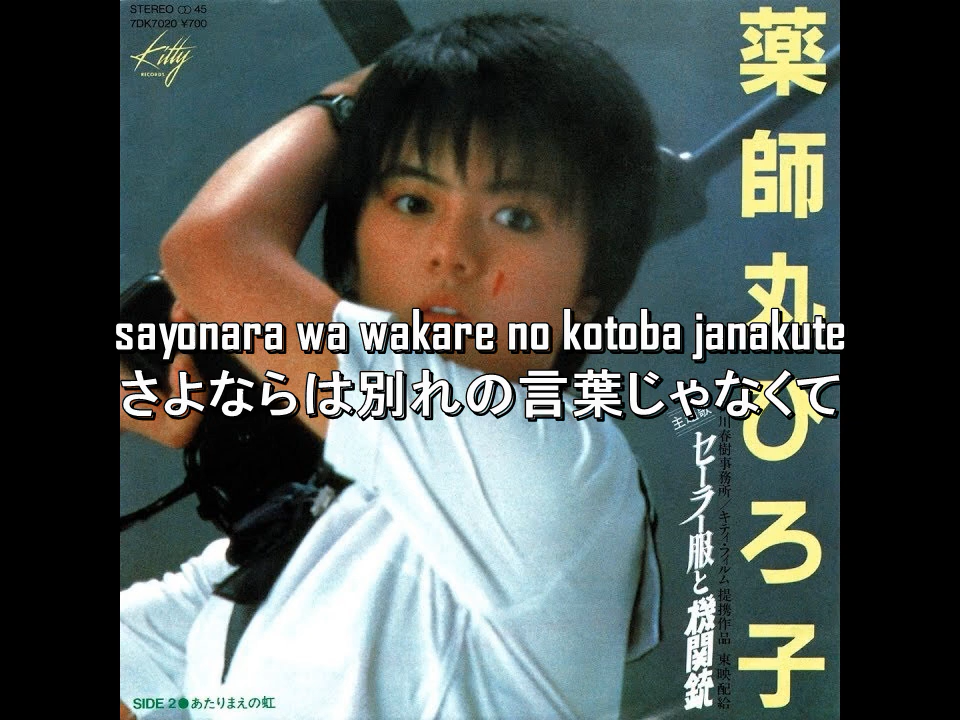 STEREO ○○ 45
7DK7020 ¥700
Kitty
RECORDS
薬師丸ひろ子
sayonara wa wakare no kotoba janakute
さよならは別れの言葉じゃなくて
主題歌
セーラー服と機関銃
川春樹事務所/キティ・フィルム提携作品 東映配給
SIDE 2●あたりまえの虹